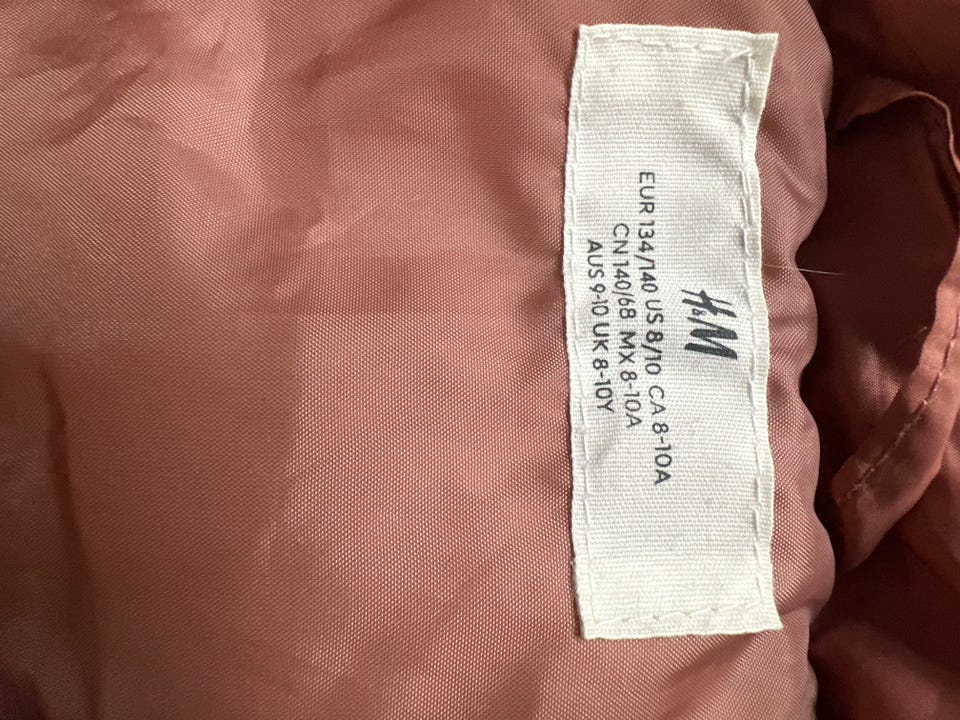 H&M
EUR 134/140 US 8/10 CA 8-10A
CN 140/68 MX 8-10A
AUS 9-10 UK 8-10Y